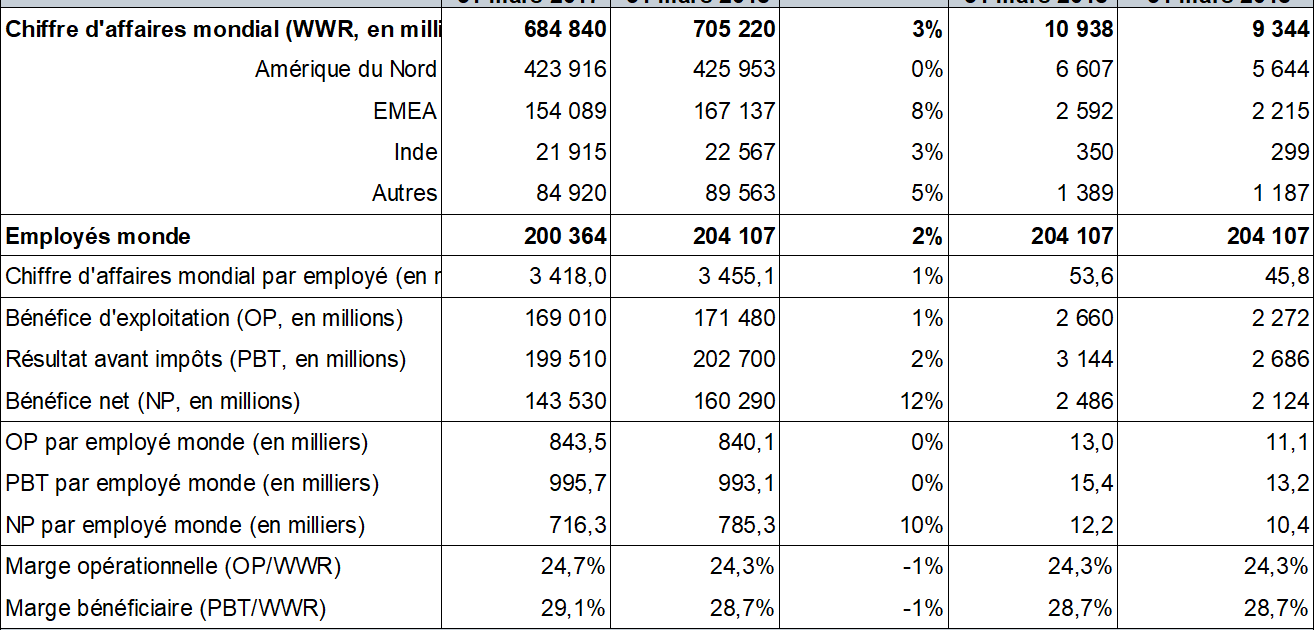 Chiffre d'affaires mondial (WWR, en milli 684 840 705 220 3% 10 938 9 344
Amérique du Nord 423 916 425 953 0% 6 607 5 644
EMEA 154 089 167 137 8% 2 592 2 215
Inde 21 915 22 567 3% 350 299
Autres 84 920 89 563 5% 1 389 1 187
Employés monde 200 364 204 107 2% 204 107 204 107
Chiffre d'affaires mondial par employé (en 3 418,0 3 455,1 1% 53,6 45,8
Bénéfice d'exploitation (OP, en millions) 169 010 171 480 1% 2 660 2 272
Résultat avant impôts (PBT, en millions) 199 510 202 700 2% 3 144 2 686
Bénéfice net (NP, en millions) 143 530 160 290 12% 2 486 2 124
OP par employé monde (en milliers) 843,5 840,1 0% 13,0 11,1
PBT par employé monde (en milliers) 995,7 993,1 0% 15,4 13,2
NP par employé monde (en milliers) 716,3 785,3 10% 12,2 10,4
Marge opérationnelle (OP/WWR) 24,7% 24,3% -1% 24,3% 24,3%
Marge bénéficiaire (PBT/WWR) 29,1% 28,7% -1% 28,7% 28,7%